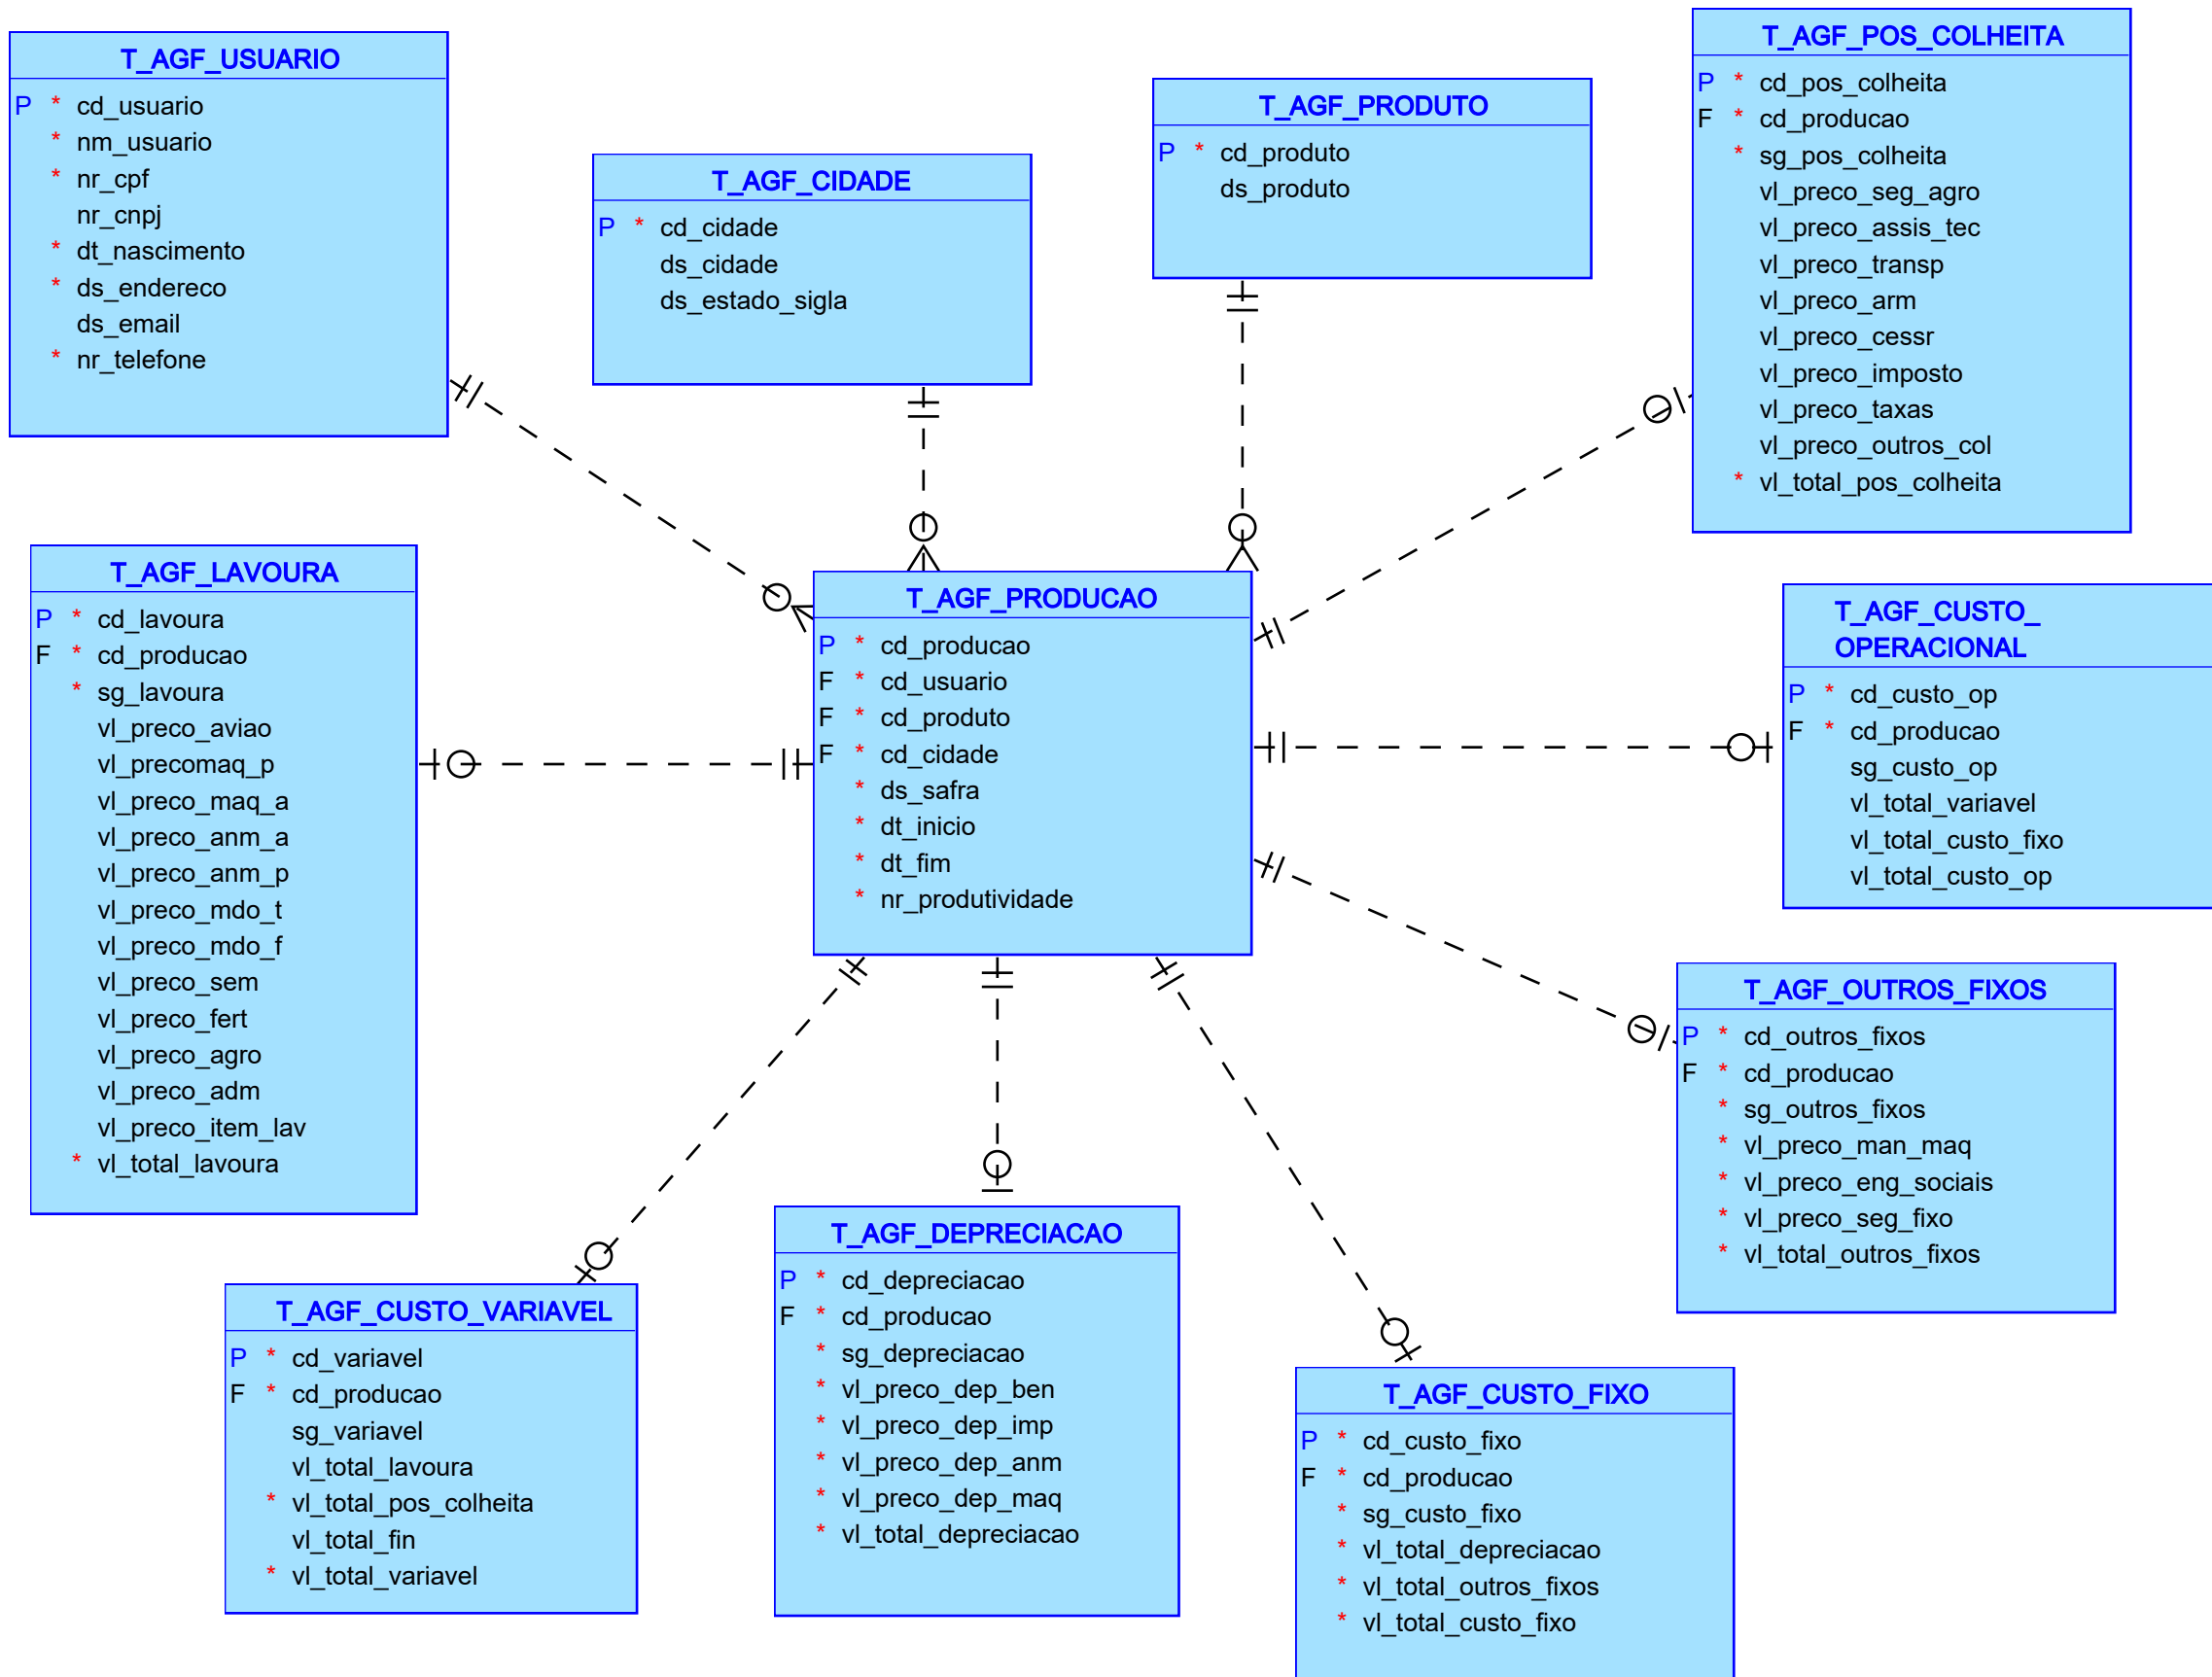 T_AGF_USUARIO
P * cd_usuario
* nm_usuario
* nr_cpf
nr_cnpj
* dt_nascimento
* ds_endereco
ds_email
* nr_telefone
T_AGF_CIDADE
P * cd_cidade
ds_cidade
ds_estado_sigla
T_AGF_PRODUTO
P * cd_produto
ds_produto
T_AGF_POS_COLHEITA
P * cd_pos_colheita
F * cd_producao
* sg_pos_colheita
vl_preco_seg_agro
vl_preco_assis_tec
vl_preco_transp
vl_preco_arm
vl_preco_cessr
vl_preco_imposto
vl_preco_taxas
vl_preco_outros_col
* vl_total_pos_colheita
T_AGF_LAVOURA
P * cd_lavoura
F * cd_producao
* sg_lavoura
vl_preco_aviao
vl_precomaq_p
vl_preco_maq_a
vl_preco_anm_a
vl_preco_anm_p
vl_preco_mdo_t
vl_preco_mdo_f
vl_preco_sem
vl_preco_fert
vl_preco_agro
vl_preco_adm
vl_preco_item_lav
* vl_total_lavoura
T_AGF_PRODUCAO
P * cd_producao
F * cd_usuario
F * cd_produto
F * cd_cidade
* ds_safra
* dt_inicio
* dt_fim
* nr_produtividade
T_AGF_CUSTO_
OPERACIONAL
P * cd_custo_op
F * cd_producao
sg_custo_op
vl_total_variavel
vl_total_custo_fixo
vl_total_custo_op
T_AGF_OUTROS_FIXOS
P * cd_outros_fixos
F * cd_producao
* sg_outros_fixos
* vl_preco_man_maq
* vl_preco_eng_sociais
* vl_preco_seg_fixo
* vl_total_outros_fixos
T_AGF_CUSTO_VARIAVEL
P * cd_variavel
F * cd_producao
sg_variavel
vl_total_lavoura
* vl_total_pos_colheita
vl_total_fin
* vl_total_variavel
T_AGF_DEPRECIACAO
P * cd_depreciacao
F * cd_producao
* sg_depreciacao
* vl_preco_dep_ben
* vl_preco_dep_imp
* vl_preco_dep_anm
* vl_preco_dep_maq
* vl_total_depreciacao
T_AGF_CUSTO_FIXO
P * cd_custo_fixo
F * cd_producao
* sg_custo_fixo
* vl_total_depreciacao
* vl_total_outros_fixos
* vl_total_custo_fixo